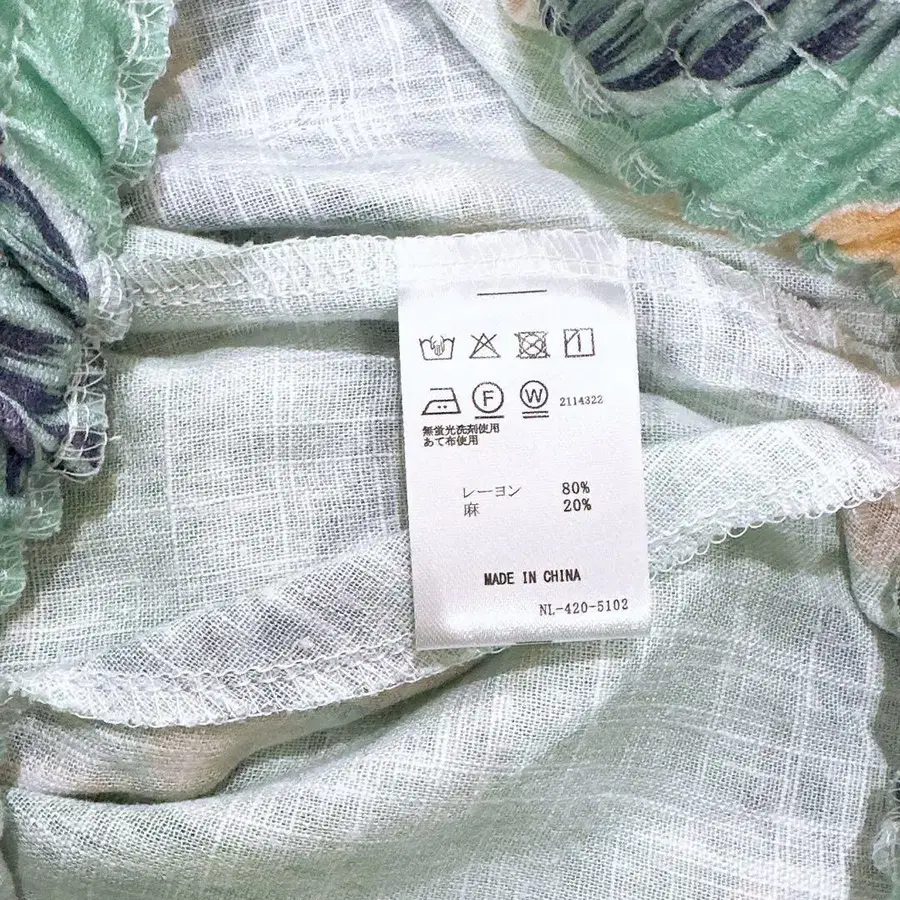 F W 2114322
無蛍光洗剤使用
あて布使用
レーヨン 80%
麻 20%
MADE IN CHINA
NL-420-5102